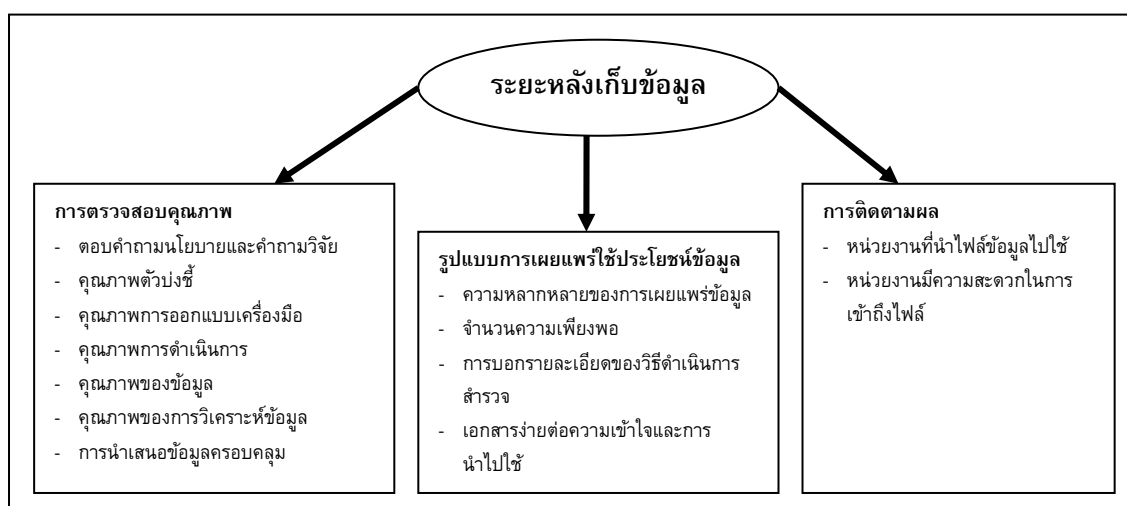 ระยะหลังเก็บข้อมูล
การตรวจสอบคุณภาพ
- ตอบคำถามนโยบายและคำถามวิจัย
- คุณภาพตัวบ่งชี้
- คุณภาพการออกแบบเครื่องมือ
- คุณภาพการดำเนินการ
- คุณภาพของข้อมูล
- คุณภาพของการวิเคราะห์ข้อมูล
- การนำเสนอข้อมูลครอบคลุม
รูปแบบการเผยแพร่ใช้ประโยชน์ข้อมูล
- ความหลากหลายของการเผยแพร่ข้อมูล
- จำนวนความเพียงพอ
- การบอกรายละเอียดของวิธีดำเนินการ
สำรวจ
- เอกสารง่ายต่อความเข้าใจและการ
นำไปใช้
การติดตามผล
- หน่วยงานที่นำไฟล์ข้อมูลไปใช้
- หน่วยงานมีความสะดวกในการ
เข้าถึงไฟล์